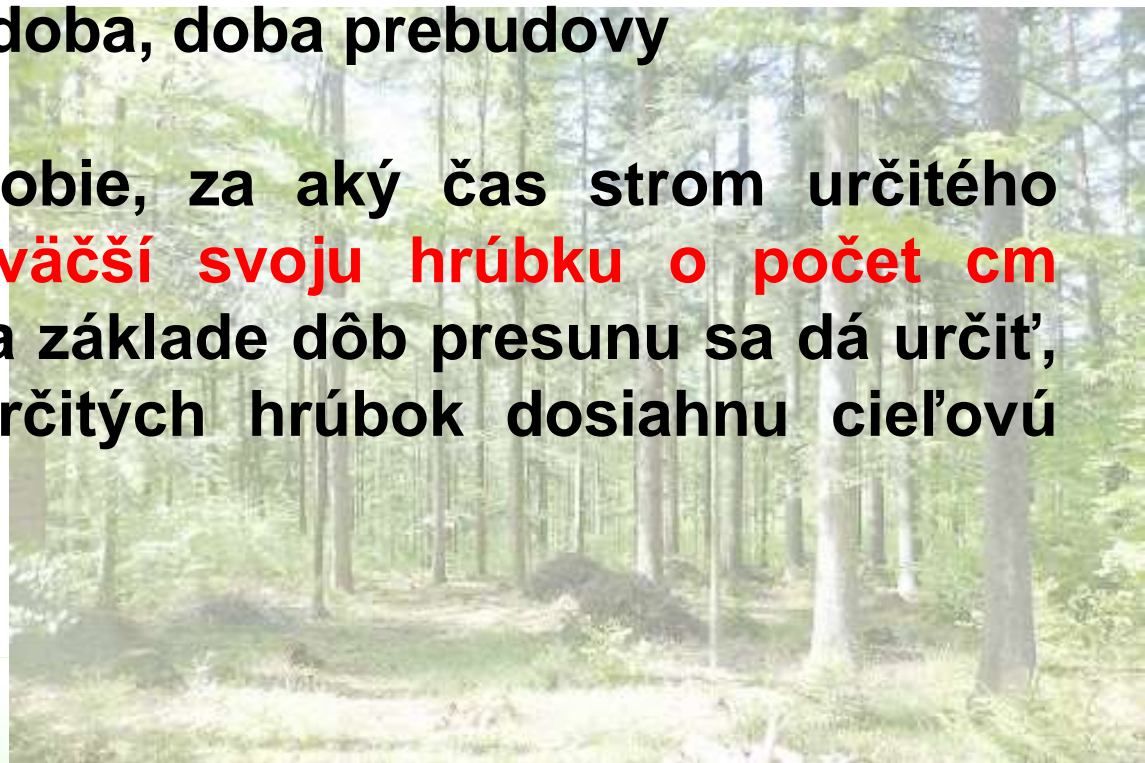 doba, doba prebudovy
obie, za aký čas strom určitého
väčší svoju hrúbku o počet cm
a základe dôb presunu sa dá určiť,
rčitých hrúbok dosiahnu cieľovú